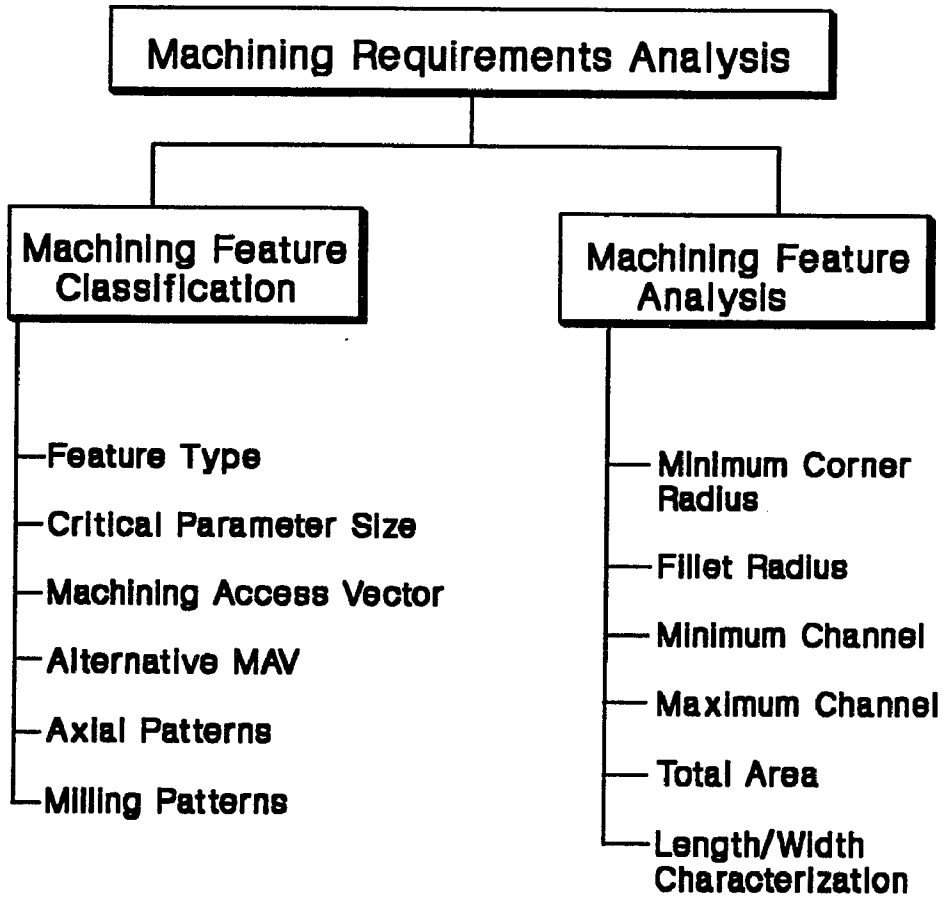 Machining Requirements Analysis
Machining Feature
Classification
Feature Type
Critical Parameter Size
Machining Access Vector
Alternative MAV
Axial Patterns
Milling Patterns
Machining Feature
Analysis
Minimum Corner
Radius
Fillet Radius
Minimum Channel
Maximum Channel
Total Area
Length/Width
Characterization